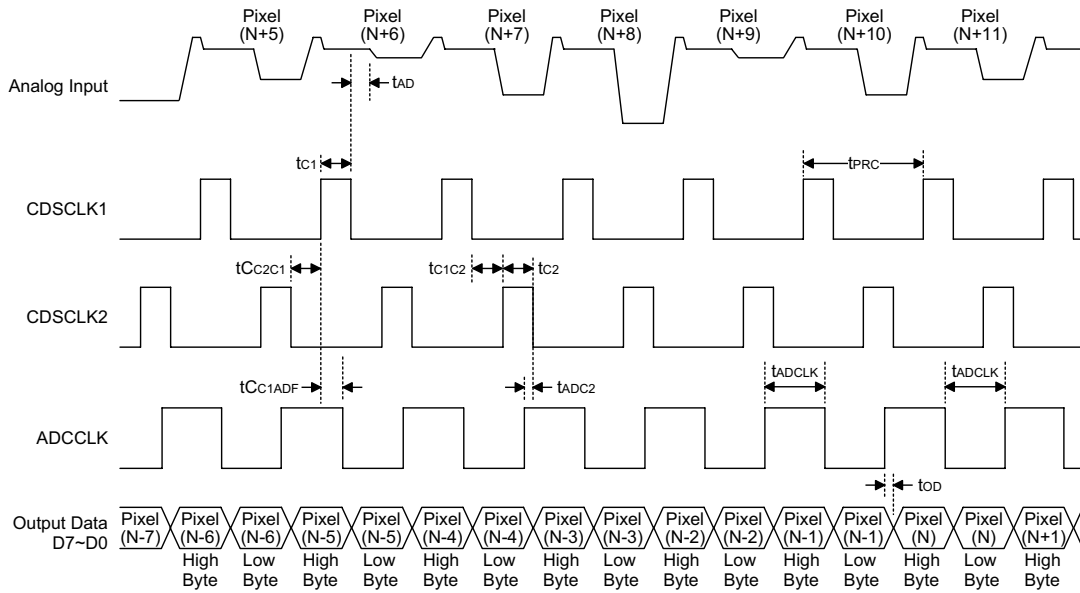 Pixel (N+5)
Pixel (N+6)
Pixel (N+7)
Pixel (N+8)
Pixel (N+9)
Pixel (N+10)
Pixel (N+11)
Analog Input
tAD
tC1
tPRC
CDSCLK1
tCC2C1
tC1C2
tC2
CDSCLK2
tCC1ADF
tADC2
tADCLK
tADCLK
ADCCLK
tOD
Output Data
D7~D0
Pixel (N-7)
Pixel (N-6)
Pixel (N-6)
Pixel (N-5)
Pixel (N-5)
Pixel (N-4)
Pixel (N-4)
Pixel (N-3)
Pixel (N-3)
Pixel (N-2)
Pixel (N-2)
Pixel (N-1)
Pixel (N-1)
Pixel (N)
Pixel (N)
Pixel (N+1)
High Byte
Low Byte
High Byte
Low Byte
High Byte
Low Byte
High Byte
Low Byte
High Byte
Low Byte
High Byte
Low Byte
High Byte
Low Byte
High Byte